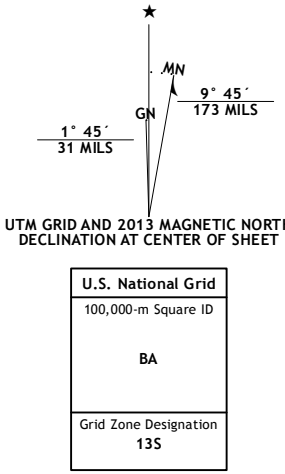 ★
MN
9° 45´
173 MILS
GN
1° 45´
31 MILS
UTM GRID AND 2013 MAGNETIC NORTH
DECLINATION AT CENTER OF SHEET
U.S. National Grid
100,000-m Square ID
BA
Grid Zone Designation
13S